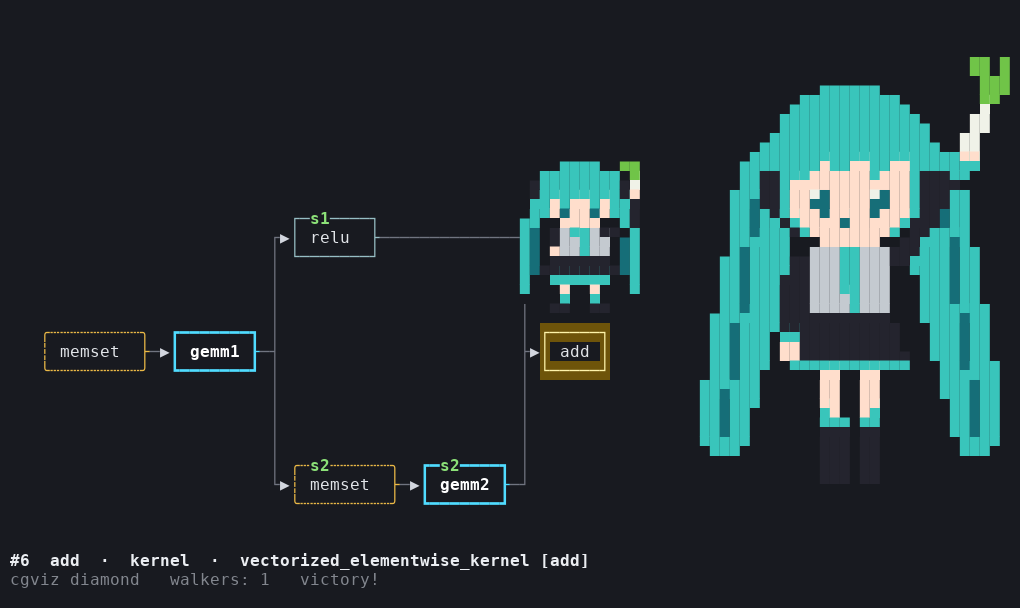 s1
relu
memset
gemm1
add
s2
s2
memset
gemm2
#6  add  ·  kernel  ·  vectorized_elementwise_kernel [add]
cgviz diamond   walkers: 1   victory!